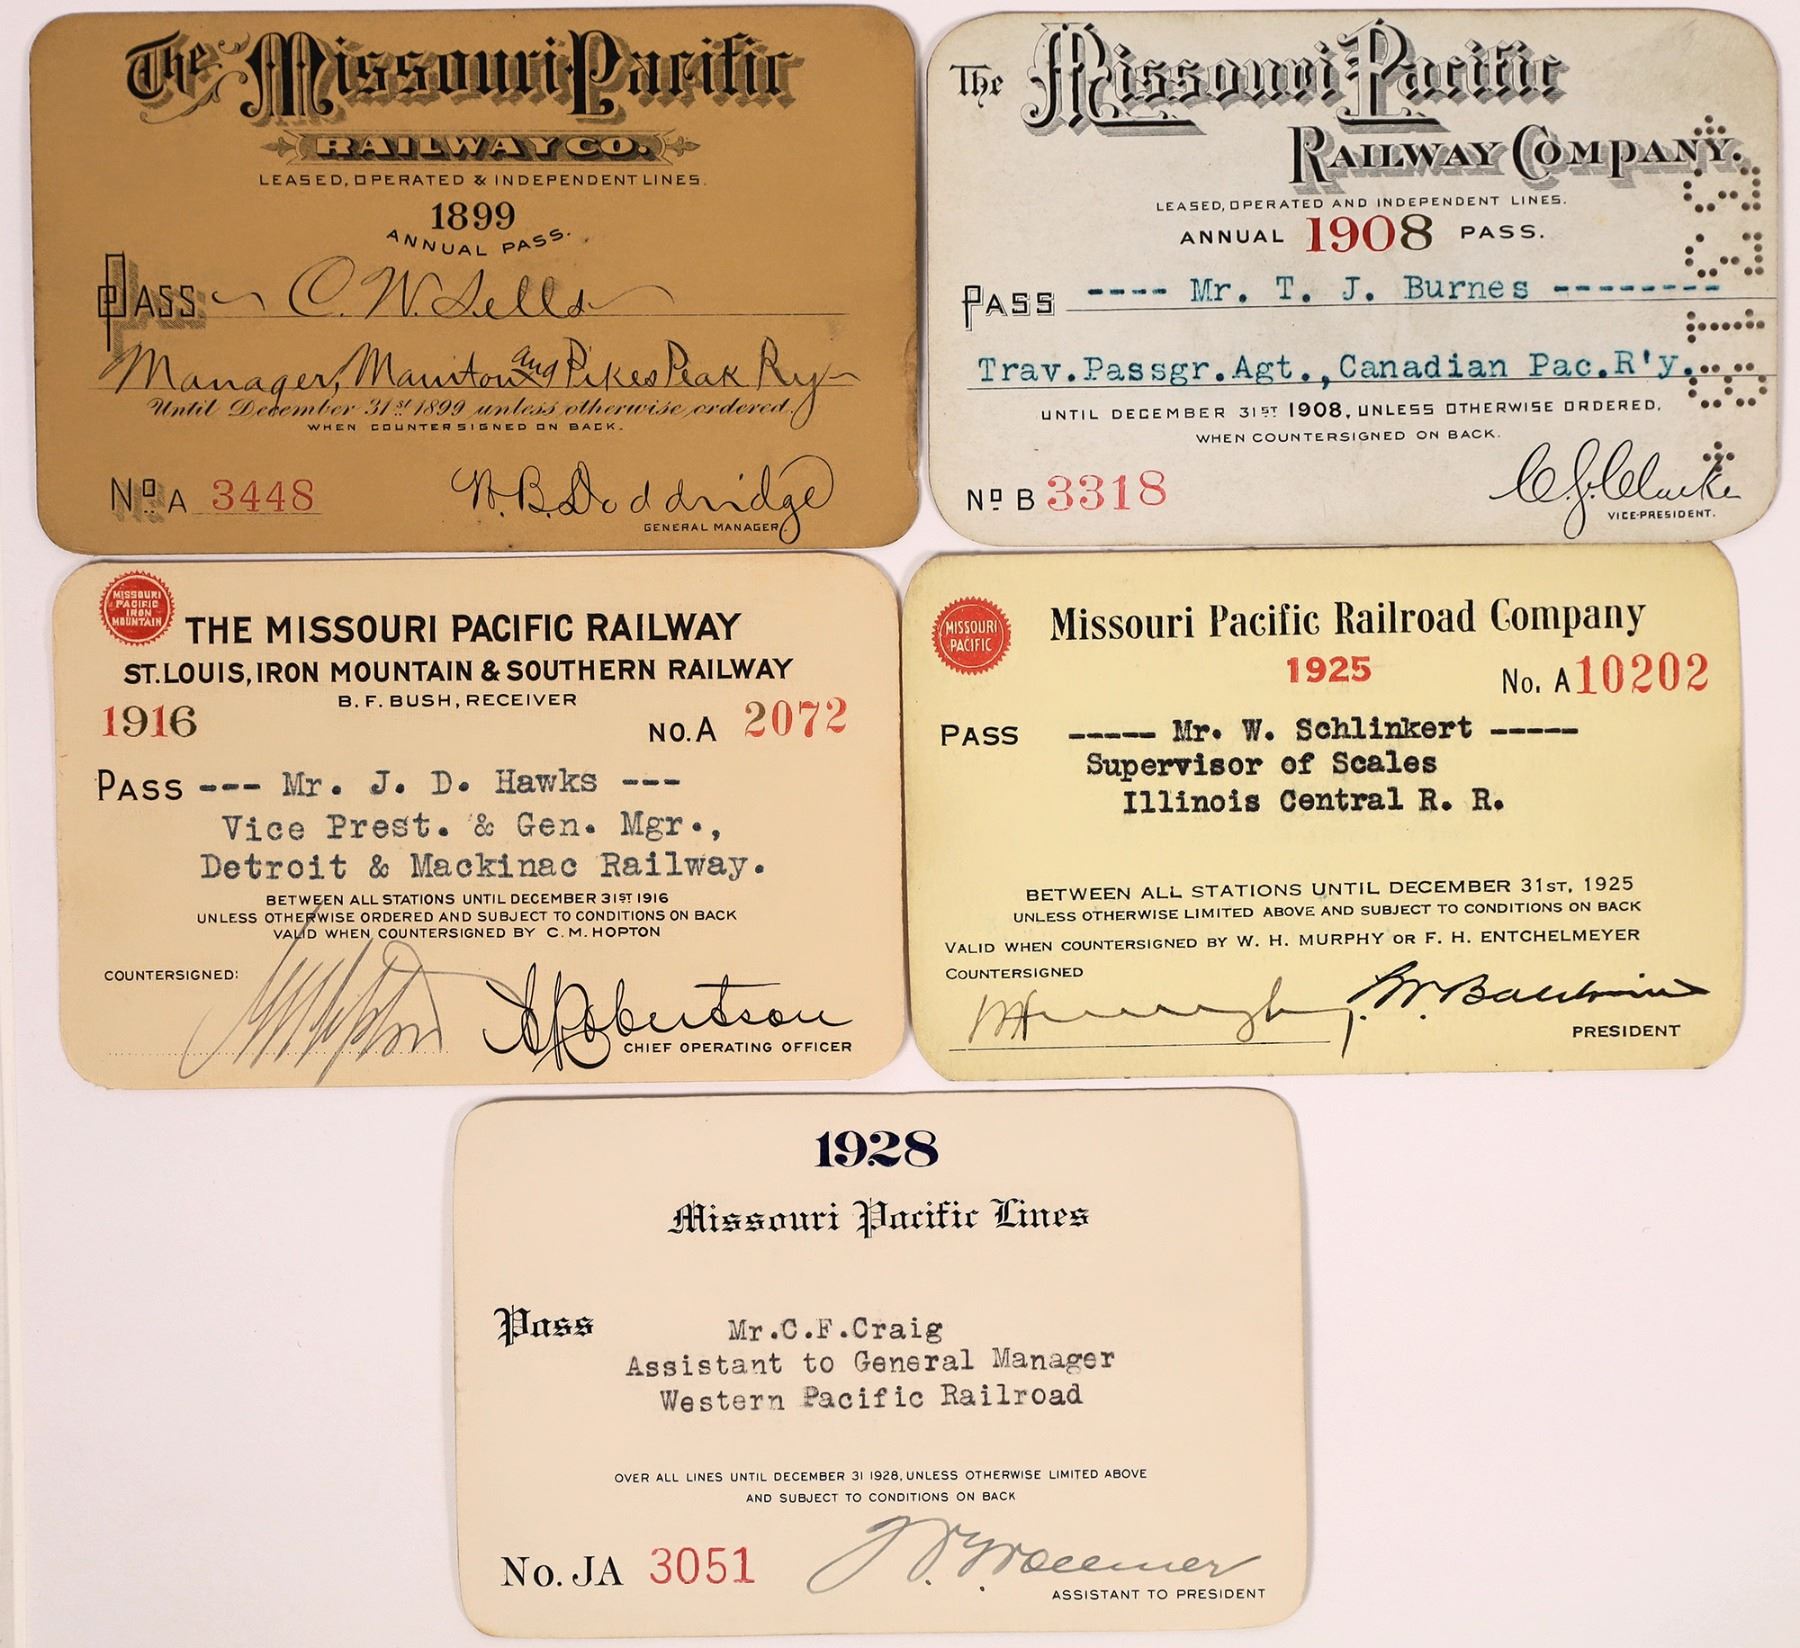 The Missouri Pacific
RAILWAY CO.
LEASED, OPERATED & INDEPENDENT LINES.
1899
ANNUAL PASS.
PASS C. W. Sells
Manager, Manitou and Pikes Peak Ry
Until December 31st 1899 unless otherwise ordered.
WHEN COUNTERSIGNED ON BACK.
No. A 3448
W. B. Doddridge
GENERAL MANAGER.
The Missouri Pacific
RAILWAY COMPANY.
LEASED, OPERATED AND INDEPENDENT LINES.
ANNUAL 1908 PASS.
PASS ---- Mr. T. J. Burnes --------
Trav.Passgr.Agt.,Canadian Pac.R'y.
UNTIL DECEMBER 31ST 1908, UNLESS OTHERWISE ORDERED,
WHEN COUNTERSIGNED ON BACK.
No B 3318
C. G. Clarke
VICE-PRESIDENT.
MISSOURI
PACIFIC
IRON
MOUNTAIN
THE MISSOURI PACIFIC RAILWAY
ST. LOUIS, IRON MOUNTAIN & SOUTHERN RAILWAY
B. F. BUSH, RECEIVER
1916
NO. A 2072
PASS --- Mr. J. D. Hawks ---
Vice Prest. & Gen. Mgr.,
Detroit & Mackinac Railway.
BETWEEN ALL STATIONS UNTIL DECEMBER 31ST 1916
UNLESS OTHERWISE ORDERED AND SUBJECT TO CONDITIONS ON BACK
VALID WHEN COUNTERSIGNED BY C. M. HOPTON
COUNTERSIGNED:
CM Hopton
A Robertson
CHIEF OPERATING OFFICER
MISSOURI
PACIFIC
Missouri Pacific Railroad Company
1925
No. A 10202
PASS ----- Mr. W. Schlinkert -----
Supervisor of Scales
Illinois Central R. R.
BETWEEN ALL STATIONS UNTIL DECEMBER 31ST, 1925
UNLESS OTHERWISE LIMITED ABOVE AND SUBJECT TO CONDITIONS ON BACK
VALID WHEN COUNTERSIGNED BY W. H. MURPHY OR F. H. ENTCHELMEYER
COUNTERSIGNED
WH Murphy
L. W. Baldwin
PRESIDENT
1928
Missouri Pacific Lines
Pass
Mr.C.F.Craig
Assistant to General Manager
Western Pacific Railroad
OVER ALL LINES UNTIL DECEMBER 31 1928, UNLESS OTHERWISE LIMITED ABOVE
AND SUBJECT TO CONDITIONS ON BACK
No. JA 3051
ASSISTANT TO PRESIDENT